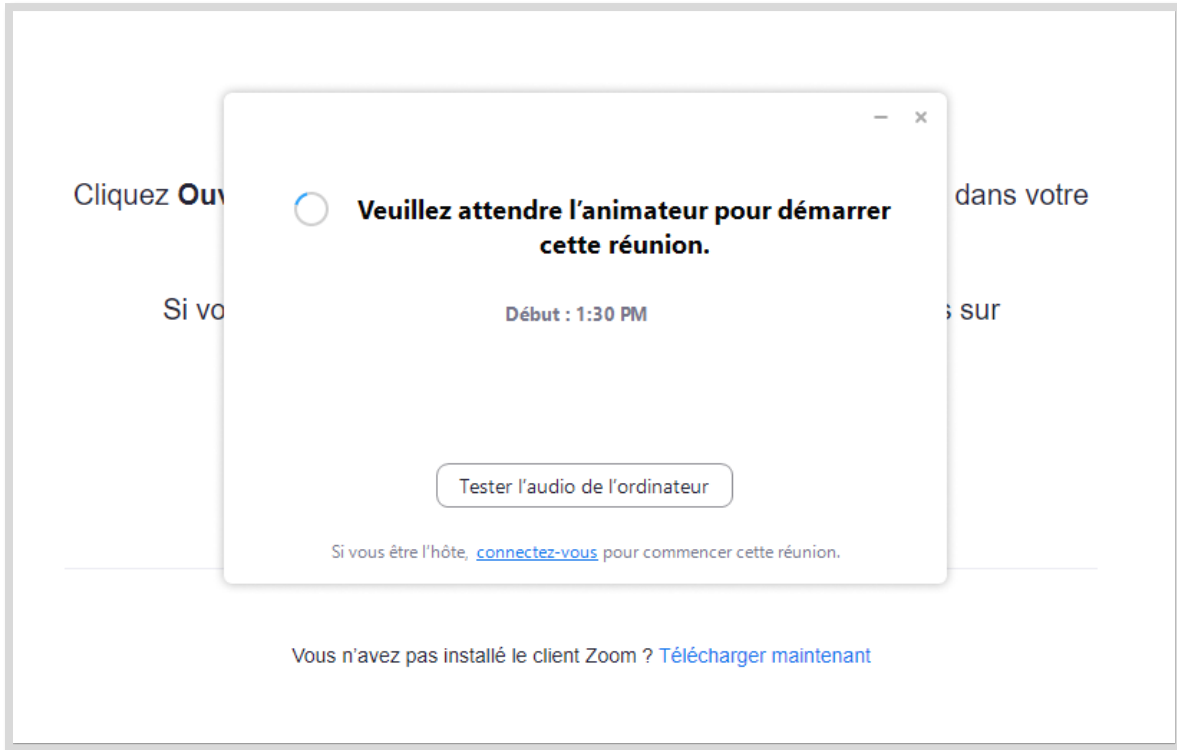 Cliquez Ouv
dans votre
Veuillez attendre l’animateur pour démarrer
cette réunion.
Si vo
s sur
Début : 1:30 PM
Tester l’audio de l’ordinateur
Si vous être l’hôte, connectez-vous pour commencer cette réunion.
Vous n’avez pas installé le client Zoom ? Télécharger maintenant